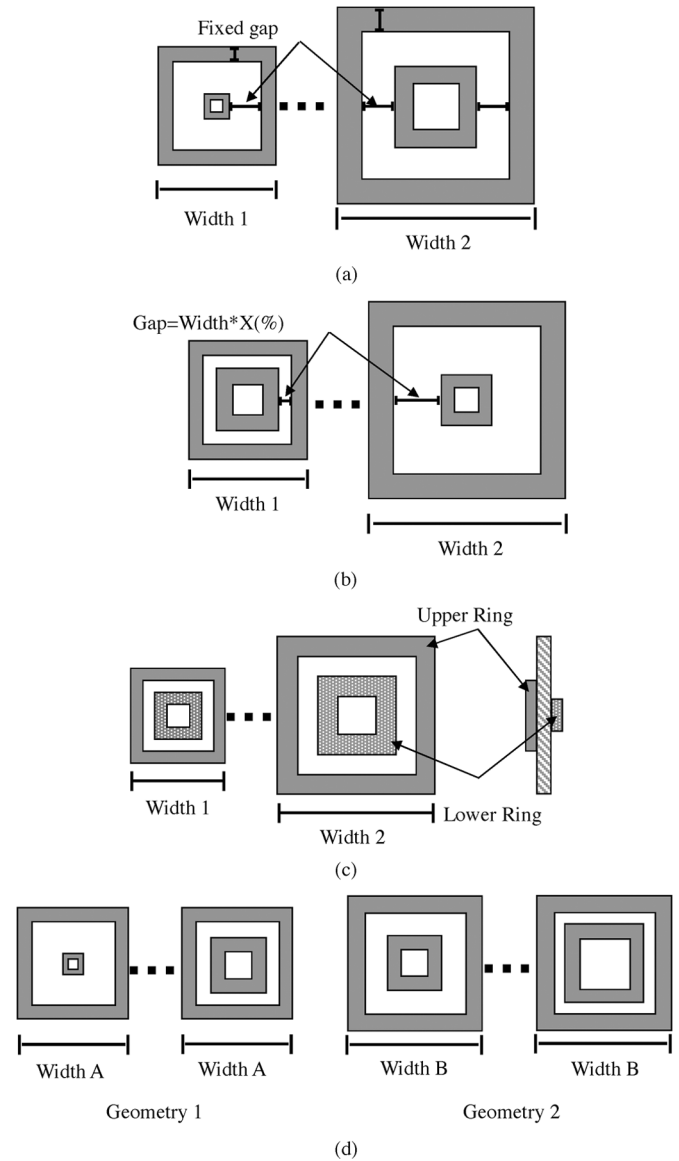 Fixed gap
Width 1
Width 2
(a)
Gap=Width*X(%)
Width 1
Width 2
(b)
Upper Ring
Width 1
Lower Ring
Width 2
(c)
Width A
Width A
Width B
Width B
Geometry 1
Geometry 2
(d)